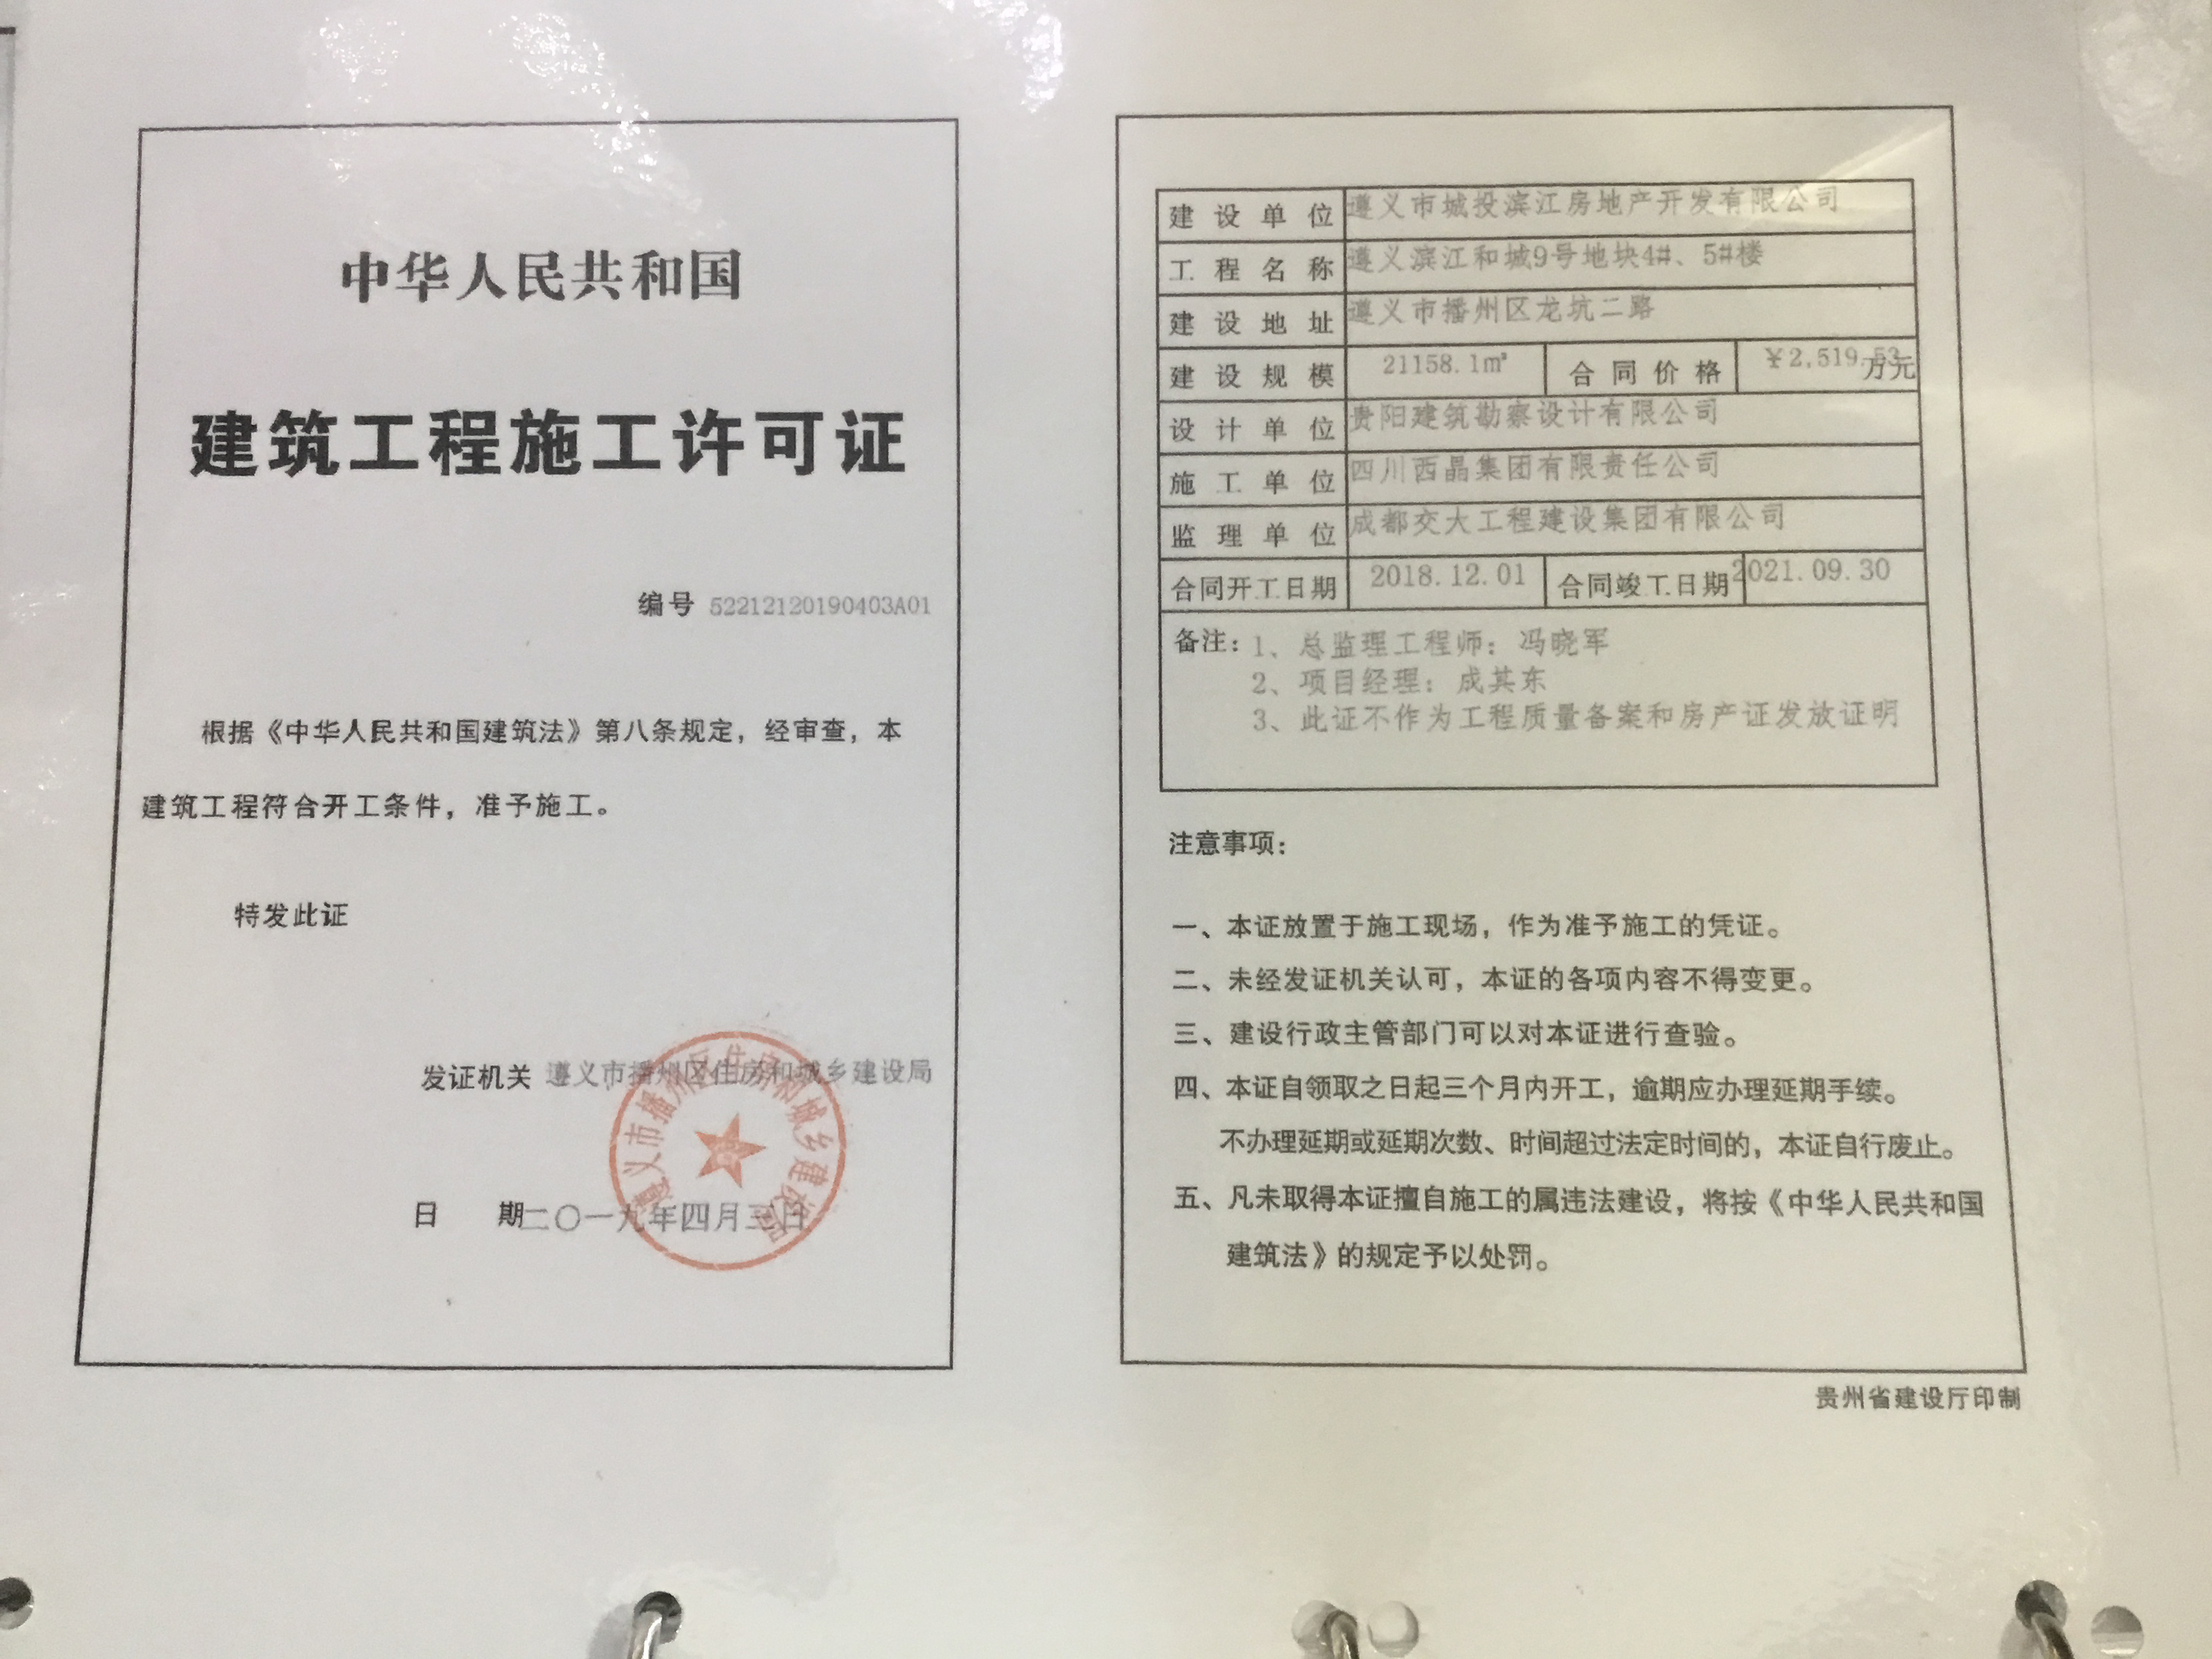 中华人民共和国
建筑工程施工许可证
编号 522121201904​03A01
根据《中华人民共和国建筑法》第八条规定，经审查，本
建筑工程符合开工条件，准予施工。
特发此证
发证机关 遵义市播州区住房和城乡建设局
遵义市播州区住房和城乡建设局
日 期 二〇一九年四月三日
建设单位 遵义市城投滨江房地产开发有限公司
工程名称 遵义滨江和城9号地块4#、5#楼
建设地址 遵义市播州区龙坑二路
建设规模 21158.1㎡ 合同价格 ￥2,519.53万元
设计单位 贵阳建筑勘察设计有限公司
施工单位 四川西晶集团有限责任公司
监理单位 成都交大工程建设集团有限公司
合同开工日期 2018.12.01 合同竣工日期 2021.09.30
备注：1、总监理工程师：冯晓军
2、项目经理：成其东
3、此证不作为工程质量备案和房产证发放证明
注意事项：
一、本证放置于施工现场，作为准予施工的凭证。
二、未经发证机关认可，本证的各项内容不得变更。
三、建设行政主管部门可以对本证进行查验。
四、本证自领取之日起三个月内开工，逾期应办理延期手续。
不办理延期或延期次数、时间超过法定时间的，本证自行废止。
五、凡未取得本证擅自施工的属违法建设，将按《中华人民共和国
建筑法》的规定予以处罚。
贵州省建设厅印制